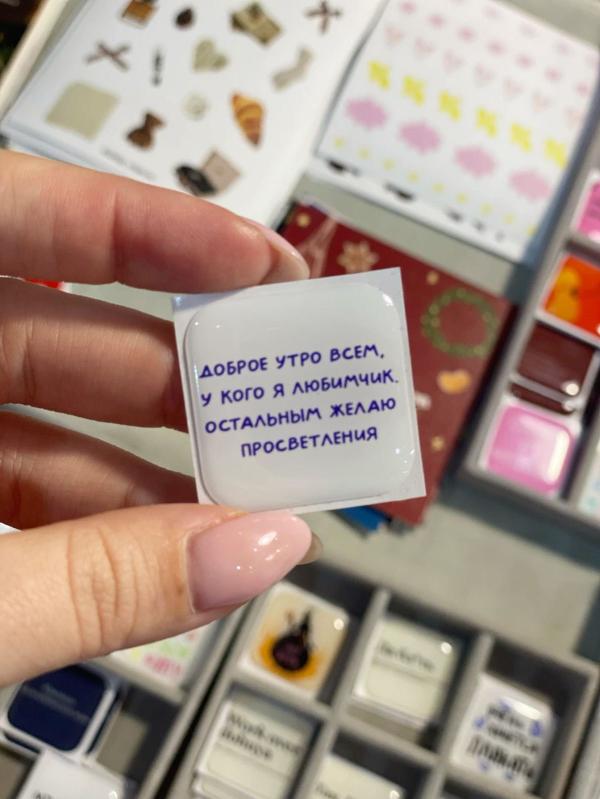 ДОБРОЕ УТРО ВСЕМ,
У КОГО Я ЛЮБИМЧИК.
ОСТАЛЬНЫМ ЖЕЛАЮ
ПРОСВЕТЛЕНИЯ